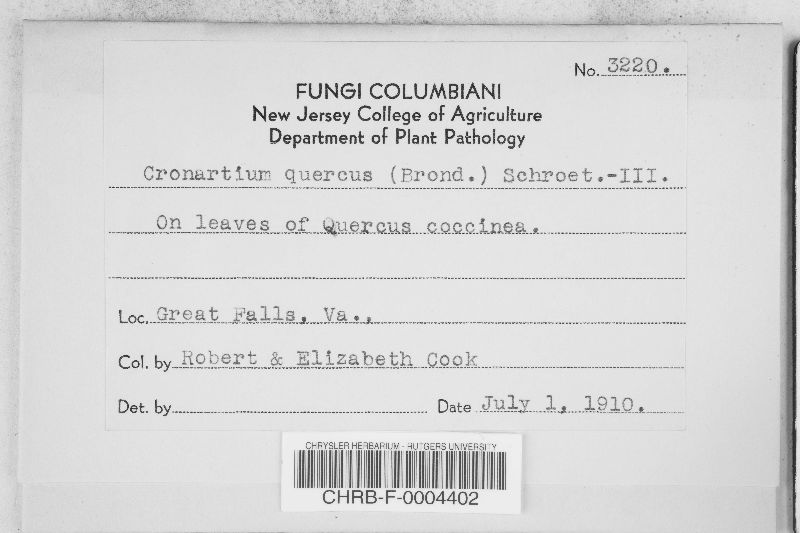 No. 3220.
FUNGI COLUMBIANI
New Jersey College of Agriculture
Department of Plant Pathology
Cronartium quercus (Brond.) Schroet.-III.
On leaves of Quercus coccinea.
Loc. Great Falls, Va.,
Col. by Robert & Elizabeth Cook
Det. by
Date July 1, 1910.
CHRYSLER HERBARIUM - RUTGERS UNIVERSITY
CHRB-F-0004402